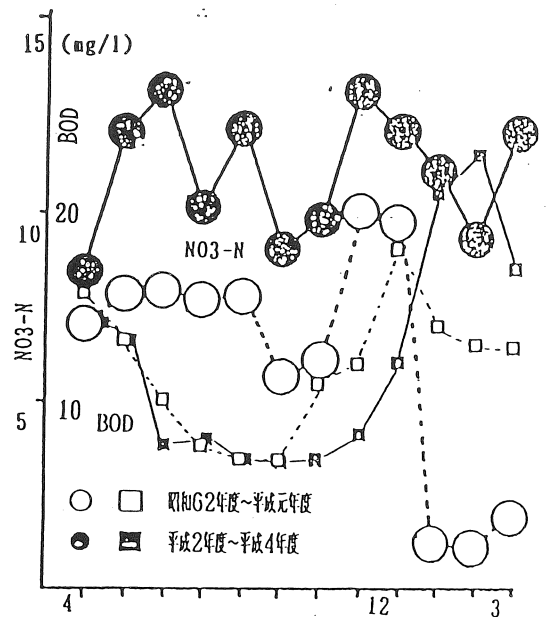 15 (mg/l)
BOD
10 20
NO3-N
NO3-N
5 10
BOD
昭和62年度~平成元年度
平成2年度~平成4年度
4 12 3